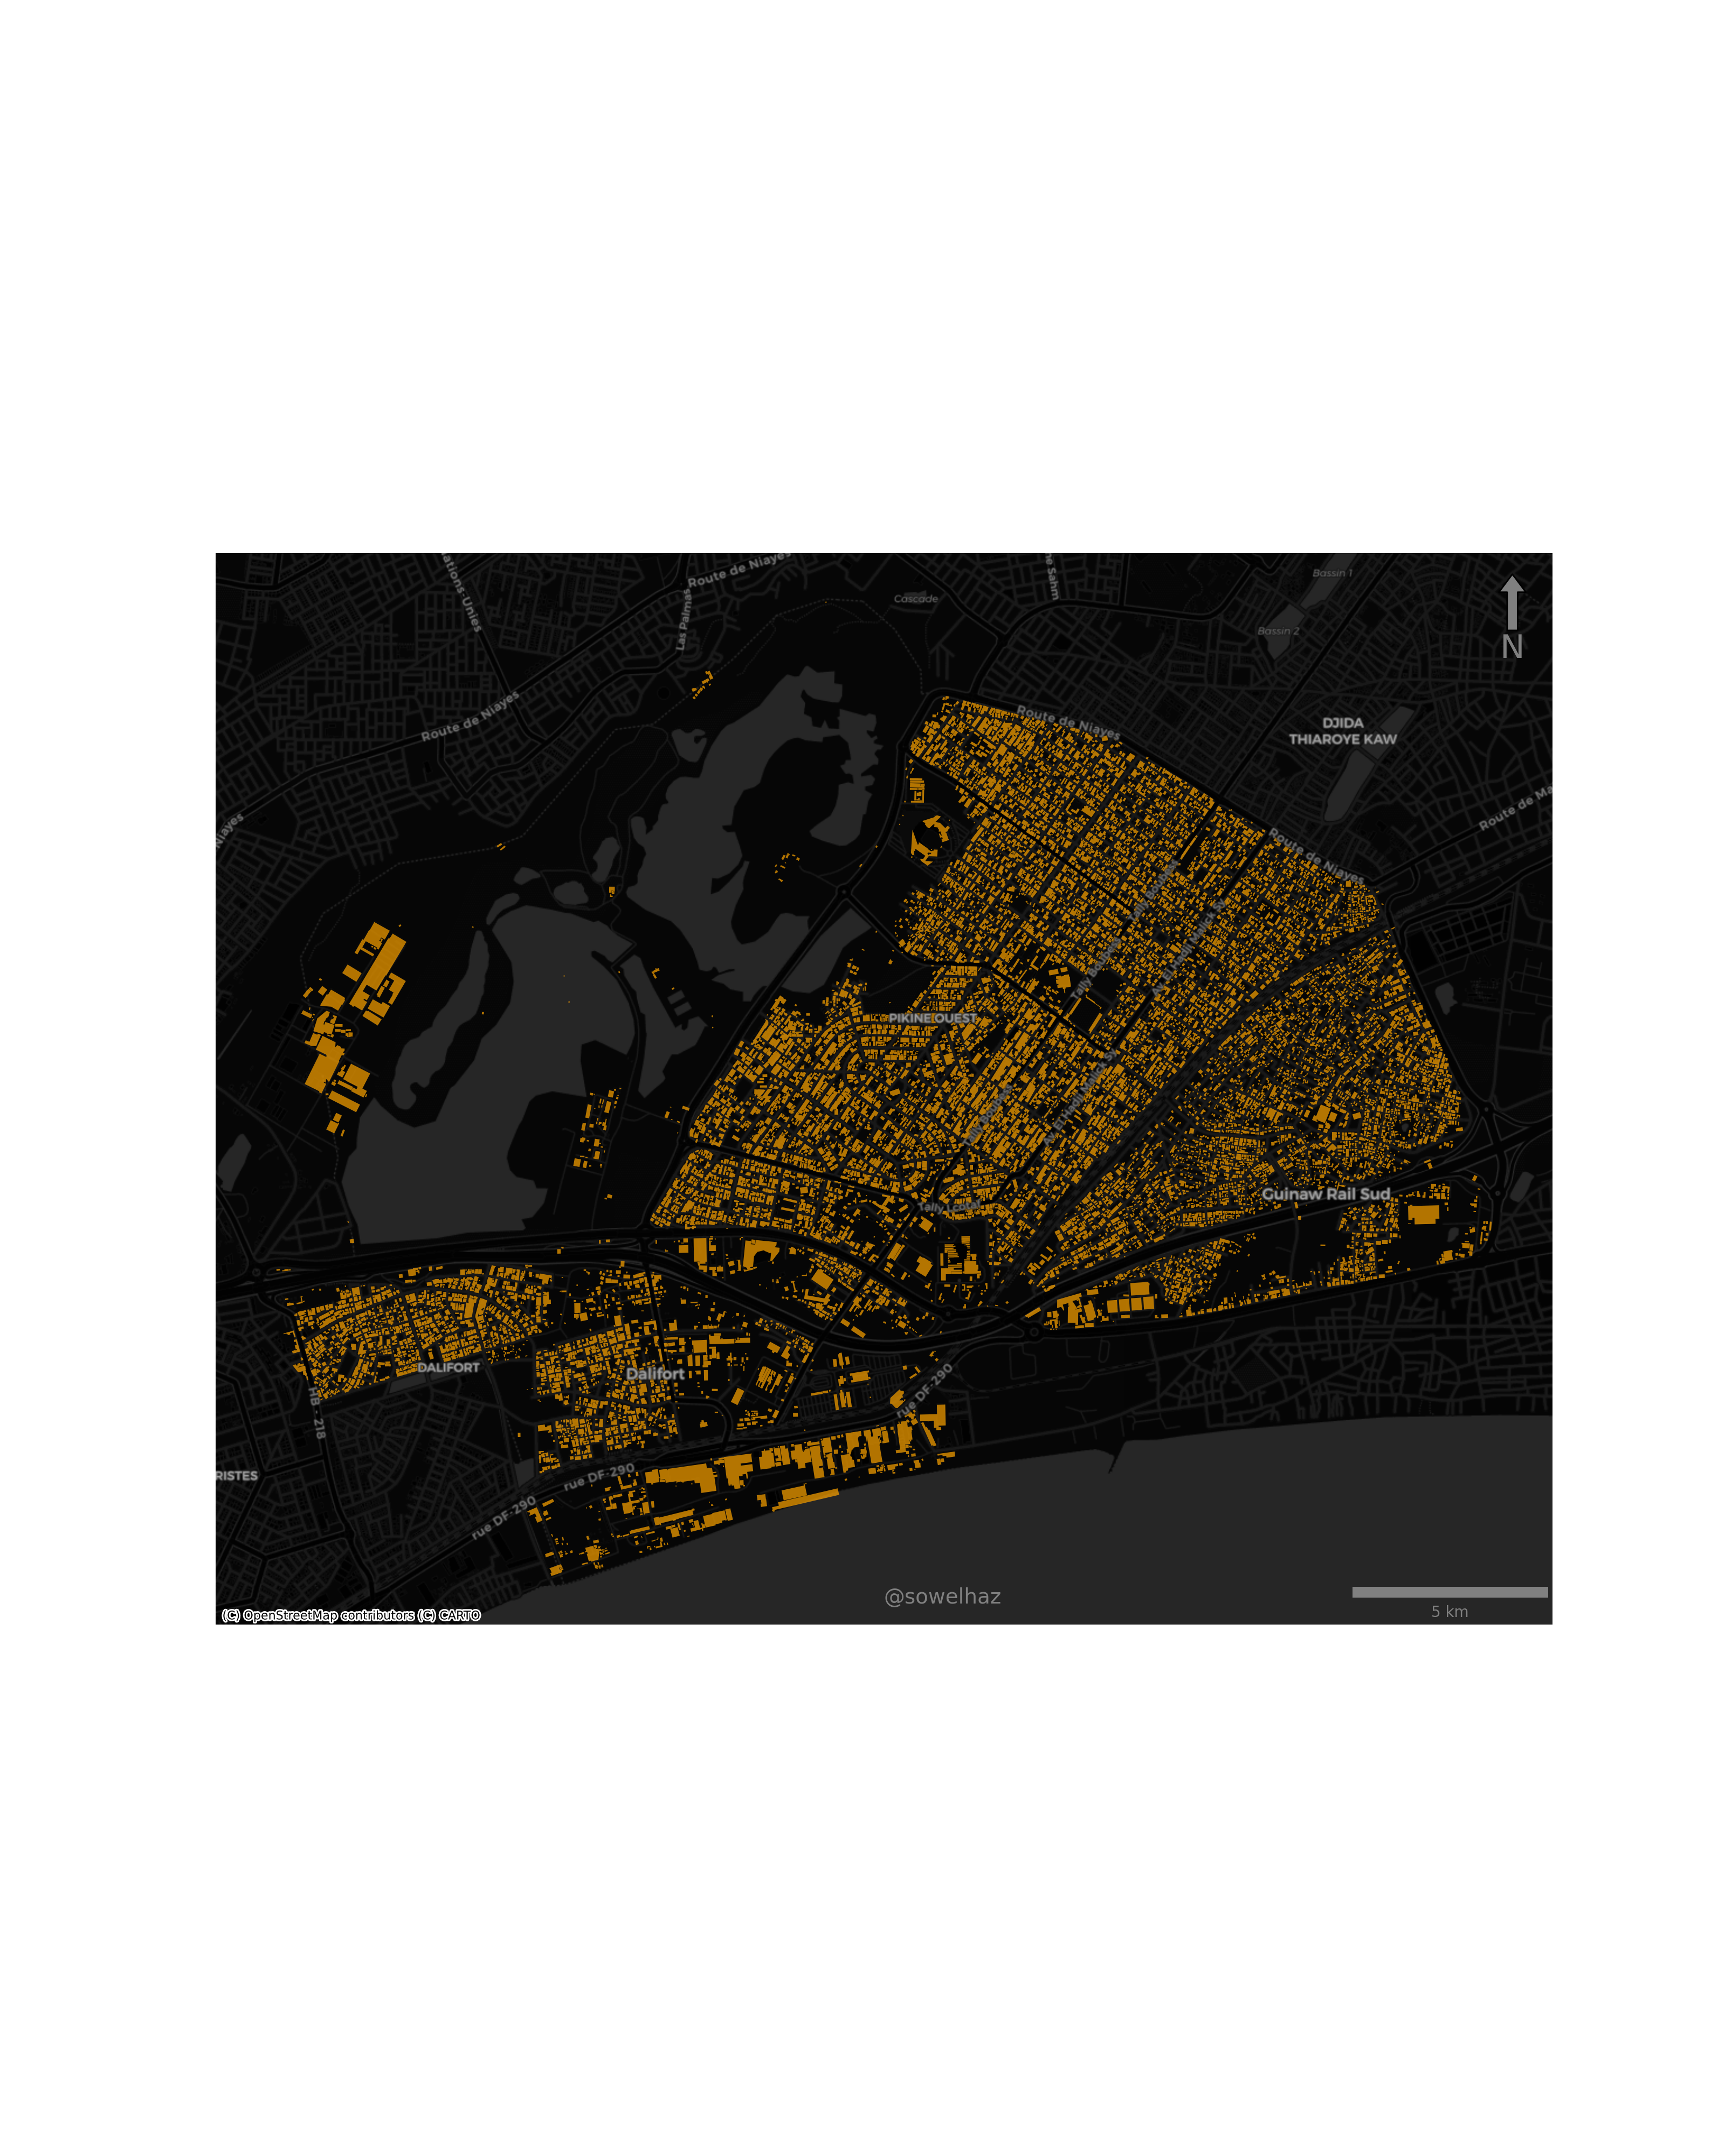 ations-Unies
Route de Niayes
Las Palmas
Cascade
ne Sahm
Bassin 1
Bassin 2
N
Route de Niayes
Route de Niayes
DJIDA
THIAROYE KAW
Route de Ma
Niayes
Route de Niayes
PIKINE OUEST
Guinaw Rail Sud
DALIFORT
Dalifort
HB - 218
rue DF-290
rue DF-290
rue DF-290
RISTES
@sowelhaz
5 km
(C) OpenStreetMap contributors (C) CARTO